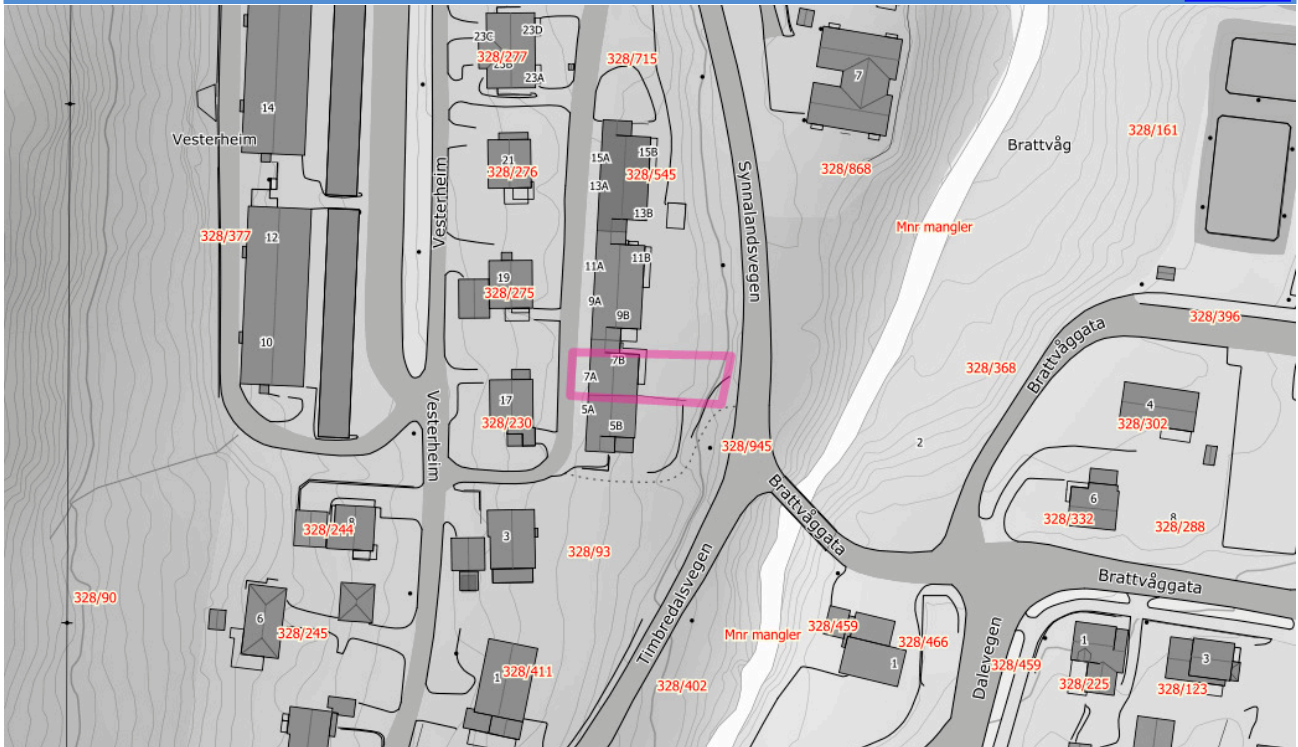 23C
23D
328/277
23B
23A
328/715
7
14
Vesterheim
328/161
Brattvåg
21
328/276
15A
15B
328/545
328/868
13A
13B
Vesterheim
Synnalandsvegen
Mnr mangler
328/377
12
11A
11B
19
328/275
9A
9B
328/396
10
7B
7A
328/368
Brattvåggata
17
328/230
5A
5B
Vesterheim
4
328/302
328/945
2
Brattvåggata
6
328/332
8
328/288
8
328/244
3
328/93
Timbredalsvegen
Brattvåggata
328/90
6
328/245
Mnr mangler
328/459
328/466
1
Dalevegen
328/459
1
328/225
3
328/123
1
328/411
328/402